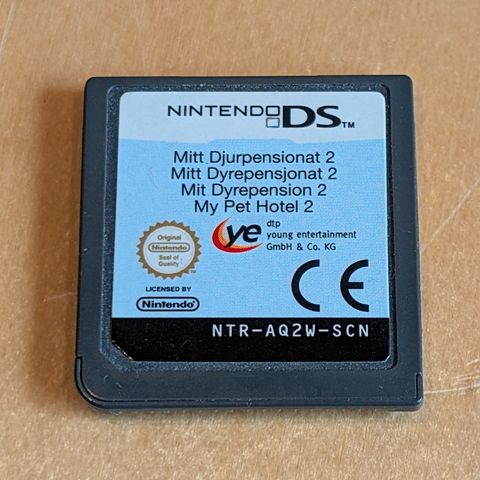 NINTENDO DS™
Mitt Djurpensionat 2
Mitt Dyrepensjonat 2
Mit Dyrepension 2
My Pet Hotel 2
ye
dtp
young entertainment
GmbH & Co. KG
Original
Nintendo
Seal of
Quality
LICENSED BY
Nintendo
CE
NTR-AQ2W-SCN